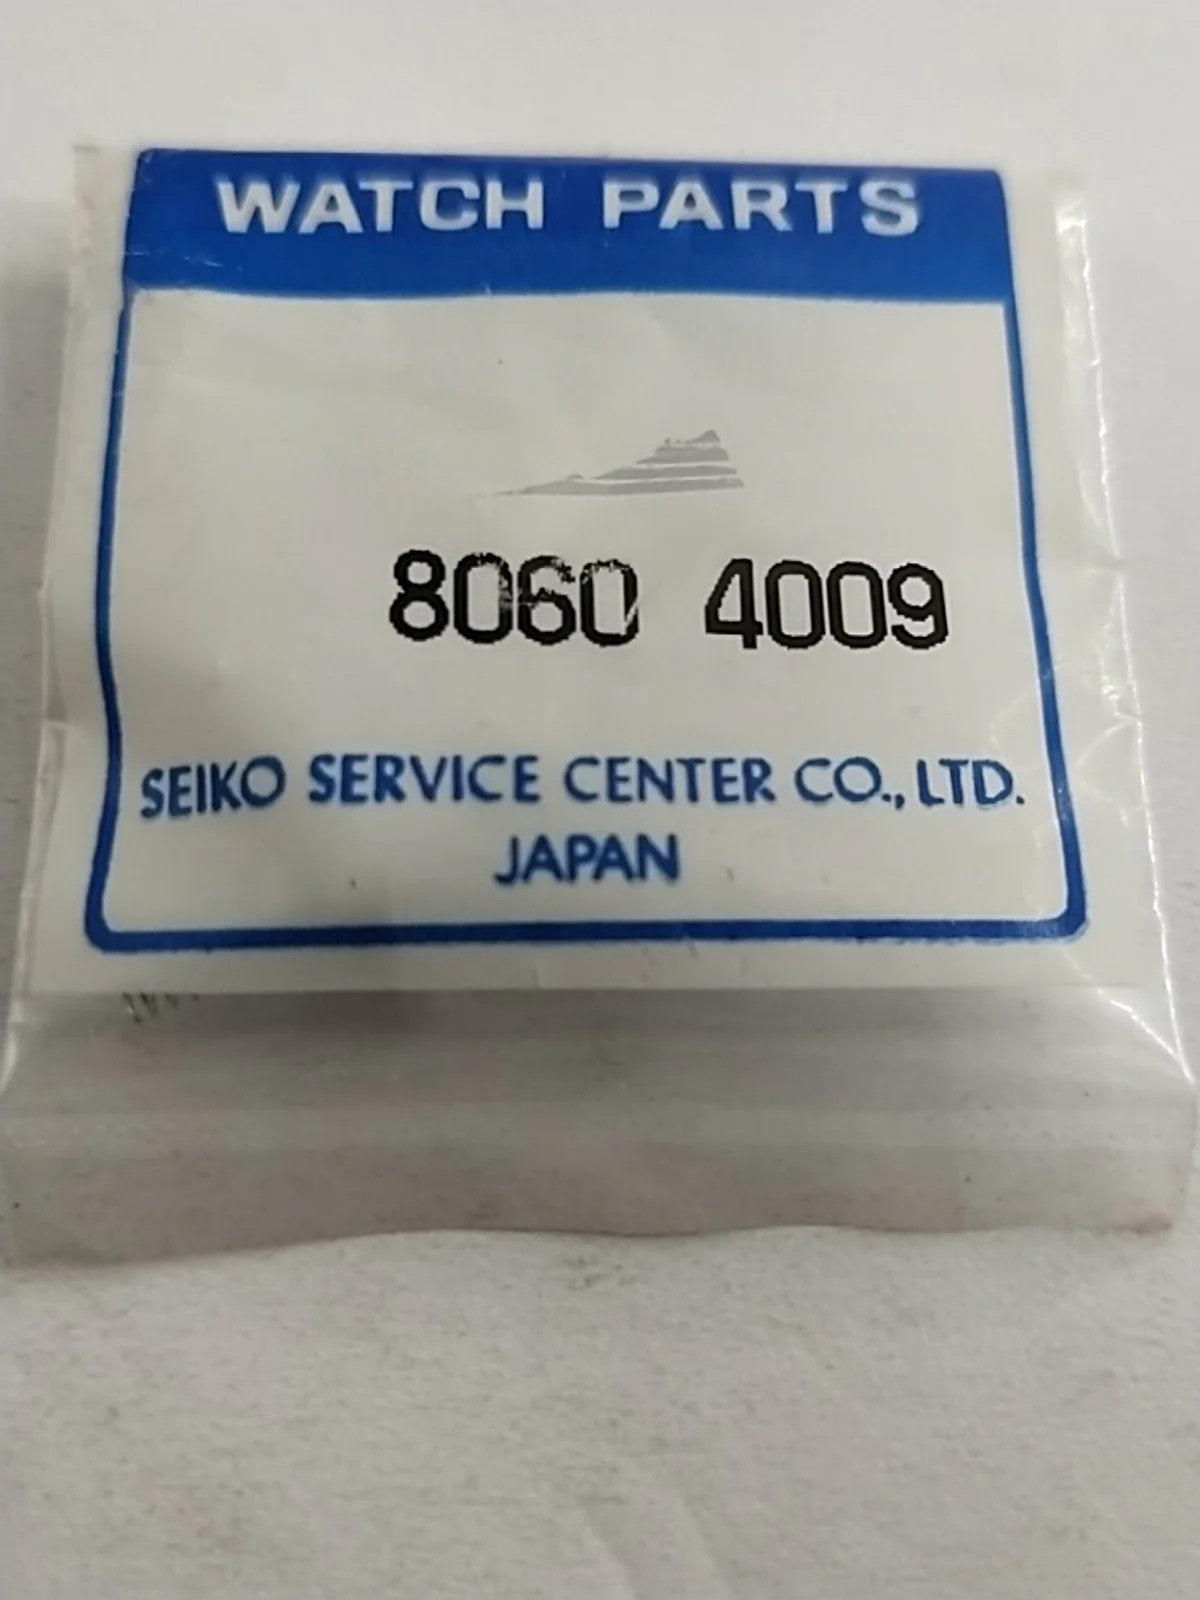 WATCH PARTS
8060 4009
SEIKO SERVICE CENTER CO., LTD.
JAPAN